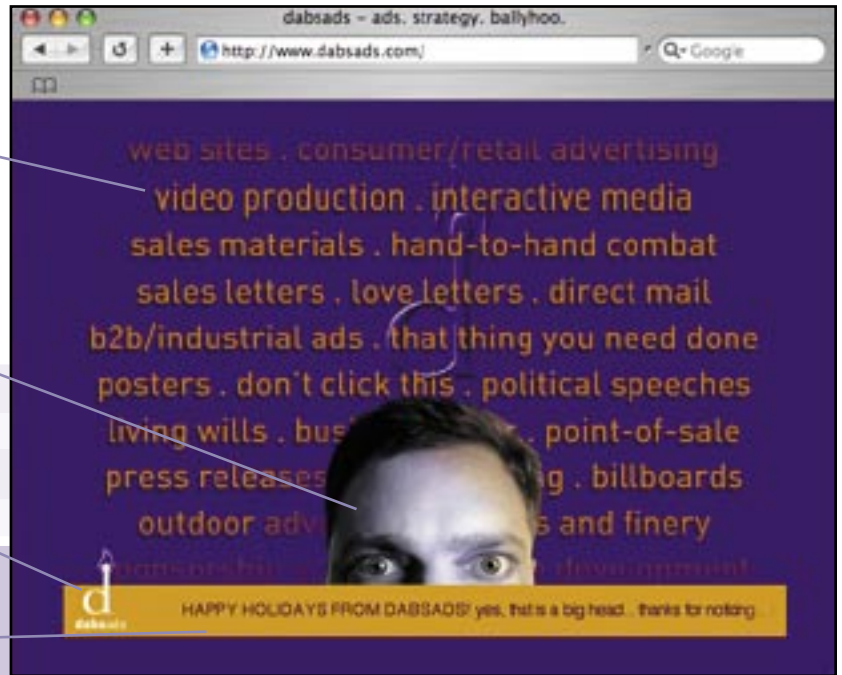 dabsads – ads. strategy. ballyhoo.
http://www.dabsads.com/
Google
web sites . consumer/retail advertising
video production . interactive media
sales materials . hand-to-hand combat
sales letters . love letters . direct mail
b2b/industrial ads . that thing you need done
posters . don't click this . political speeches
living wills . . point-of-sale
press releases . billboards
outdoor and finery
d
dabsads
HAPPY HOLIDAYS FROM DABSADS! yes, that is a big head... thanks for noticing...